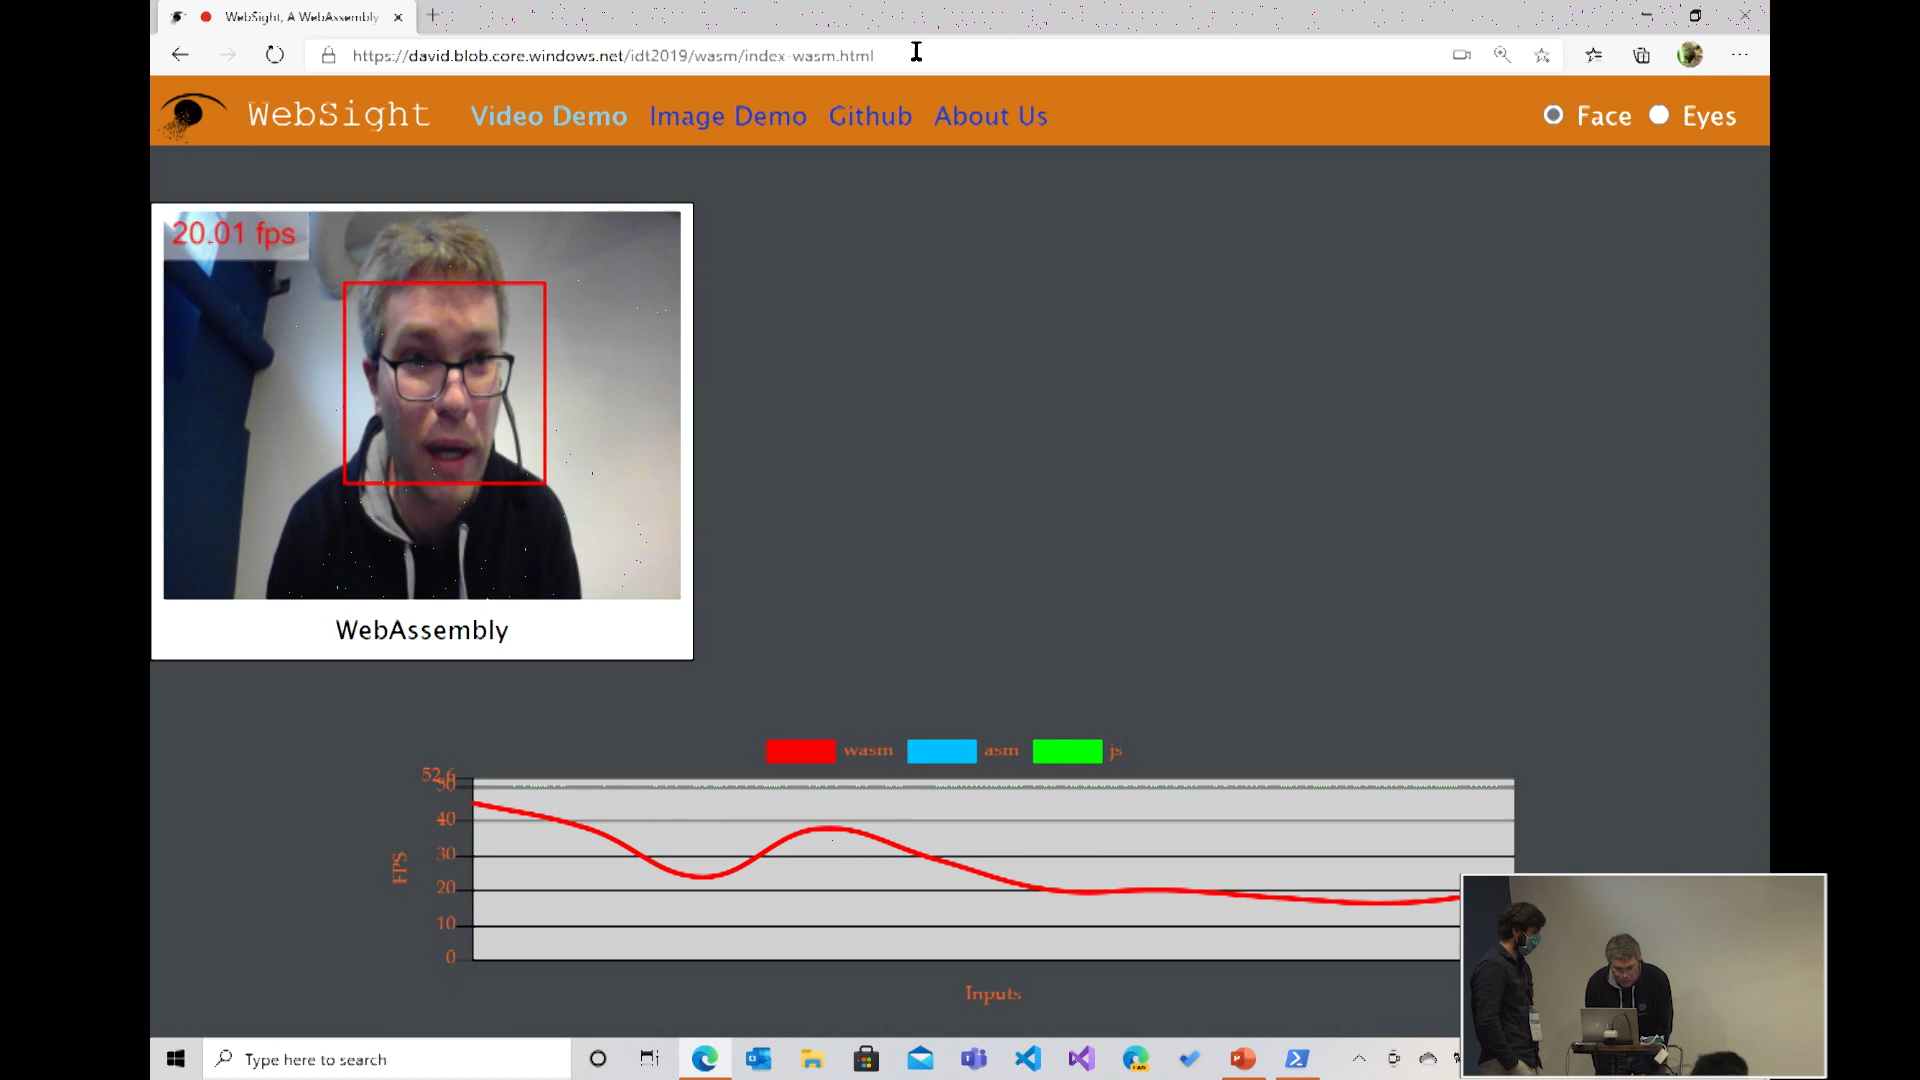 WebSight, A WebAssembly
https://david.blob.core.windows.net/idt2019/wasm/index-wasm.html
WebSight Video Demo Image Demo Github About Us Face Eyes
20.01 fps
WebAssembly
wasm asm js
52.6
50
40
30
20
10
0
FPS
Inputs
Type here to search